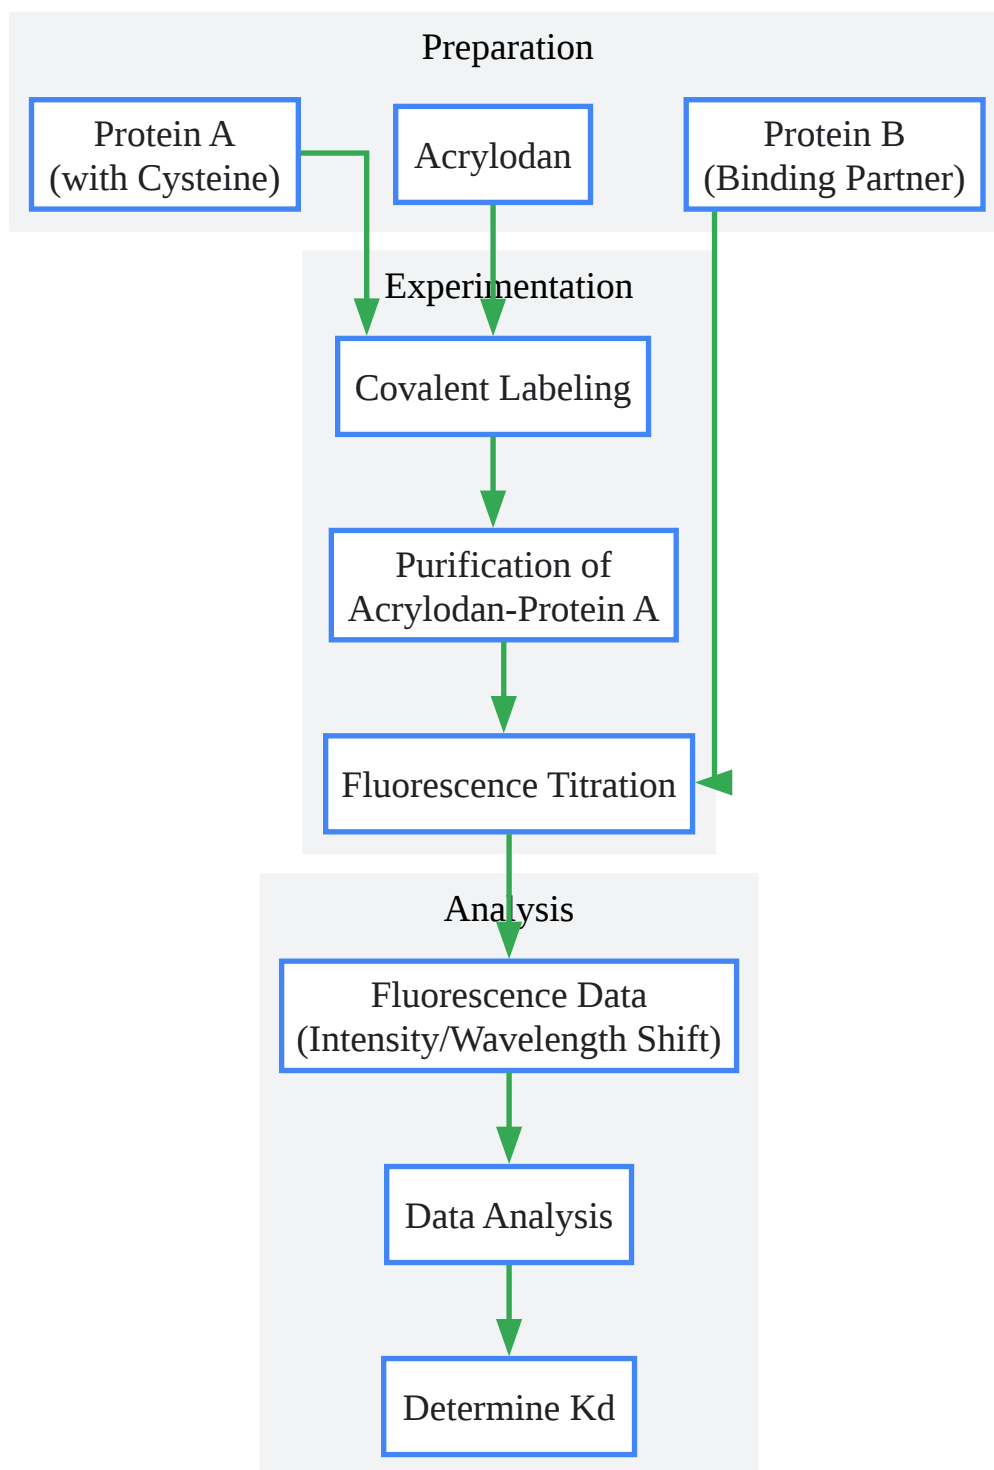 Preparation
Protein A
(with Cysteine)
Acrylodan
Protein B
(Binding Partner)
Experimentation
Covalent Labeling
Purification of
Acrylodan-Protein A
Fluorescence Titration
Analysis
Fluorescence Data
(Intensity/Wavelength Shift)
Data Analysis
Determine Kd